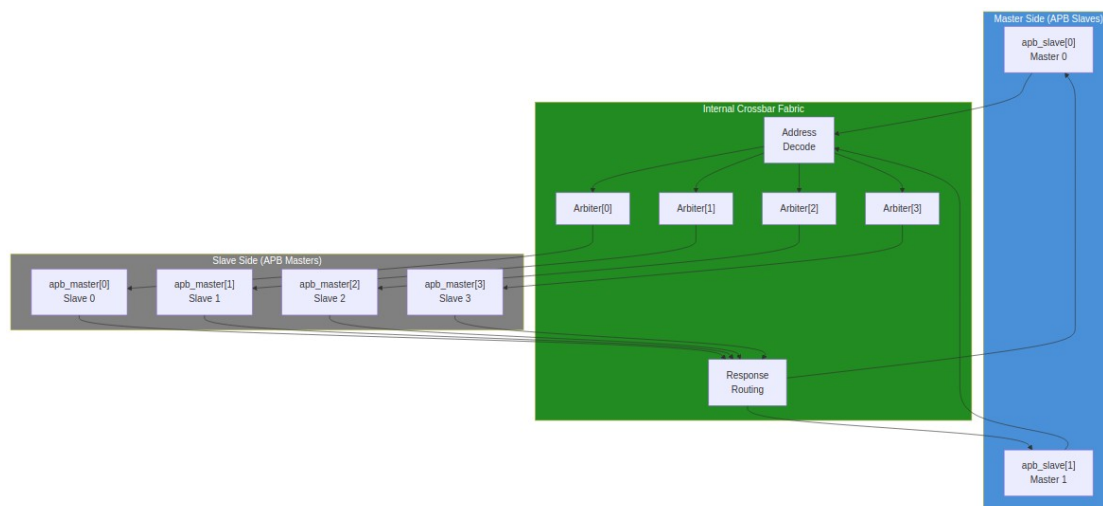 Master Side (APB Slaves)
apb_slave[0]
Master 0
Internal Crossbar Fabric
Address
Decode
Arbiter[0]
Arbiter[1]
Arbiter[2]
Arbiter[3]
Slave Side (APB Masters)
apb_master[0]
Slave 0
apb_master[1]
Slave 1
apb_master[2]
Slave 2
apb_master[3]
Slave 3
Response
Routing
apb_slave[1]
Master 1